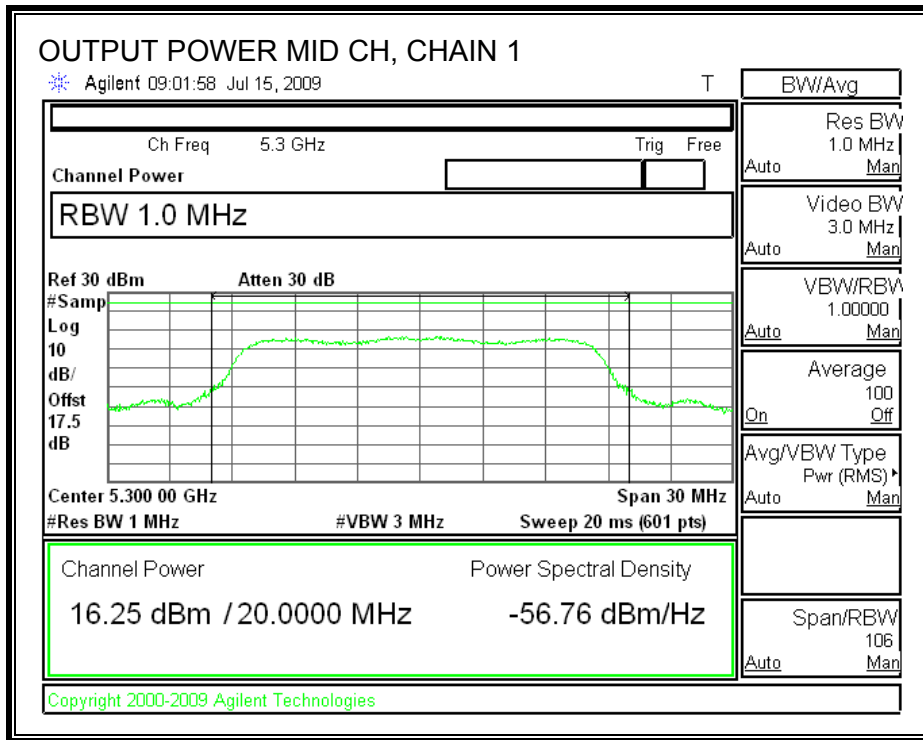 OUTPUT POWER MID CH, CHAIN 1
Agilent 09:01:58 Jul 15, 2009 T
Ch Freq 5.3 GHz Trig Free
Channel Power
RBW 1.0 MHz
Ref 30 dBm Atten 30 dB
#Samp
Log
10
dB/
Offst
17.5
dB
Center 5.300 00 GHz Span 30 MHz
#Res BW 1 MHz #VBW 3 MHz Sweep 20 ms (601 pts)
Channel Power Power Spectral Density
16.25 dBm / 20.0000 MHz -56.76 dBm/Hz
Copyright 2000-2009 Agilent Technologies
BW/Avg
Res BW
1.0 MHz
Auto Man
Video BW
3.0 MHz
Auto Man
VBW/RBW
1.00000
Auto Man
Average
100
On Off
Avg/VBW Type
Pwr (RMS)
Auto Man
Span/RBW
106
Auto Man